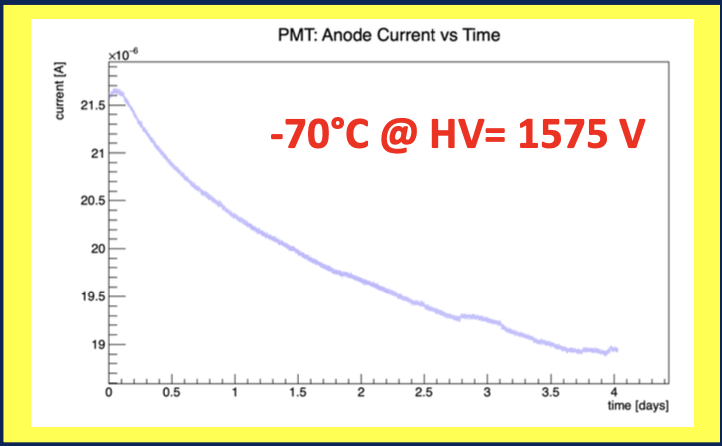 PMT: Anode Current vs Time
×10⁻⁶
current [A]
-70°C @ HV= 1575 V
21.5
21
20.5
20
19.5
19
0 0.5 1 1.5 2 2.5 3 3.5 4
time [days]